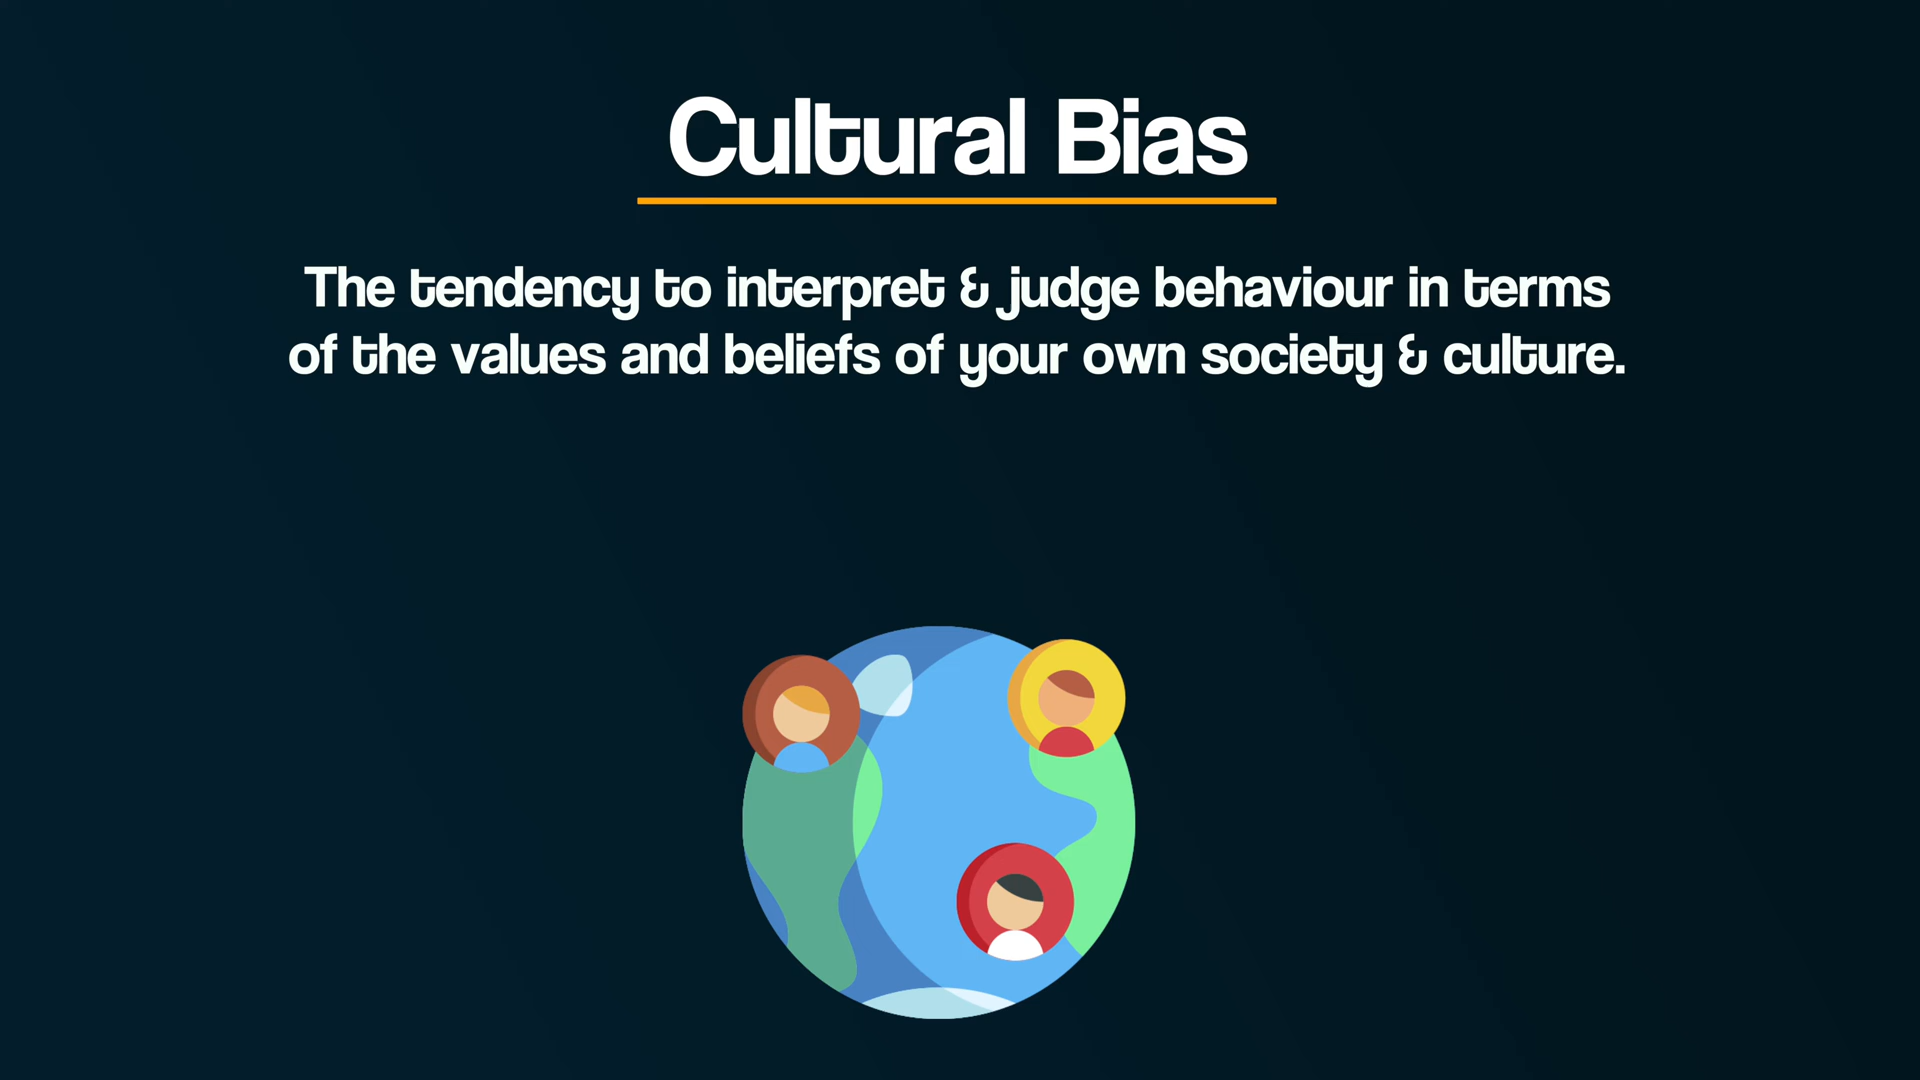 Cultural Bias
The tendency to interpret & judge behaviour in terms
of the values and beliefs of your own society & culture.